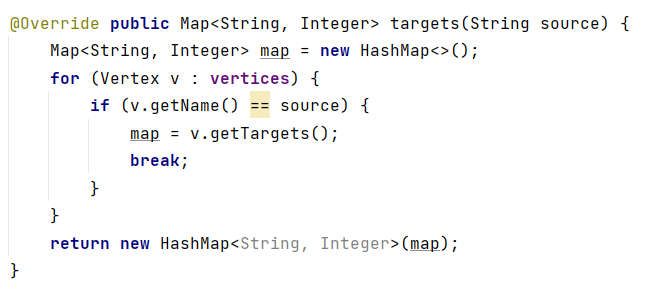 @Override public Map<String, Integer> targets(String source) {
    Map<String, Integer> map = new HashMap<>();
    for (Vertex v : vertices) {
        if (v.getName() == source) {
            map = v.getTargets();
            break;
        }
    }
    return new HashMap<String, Integer>(map);
}